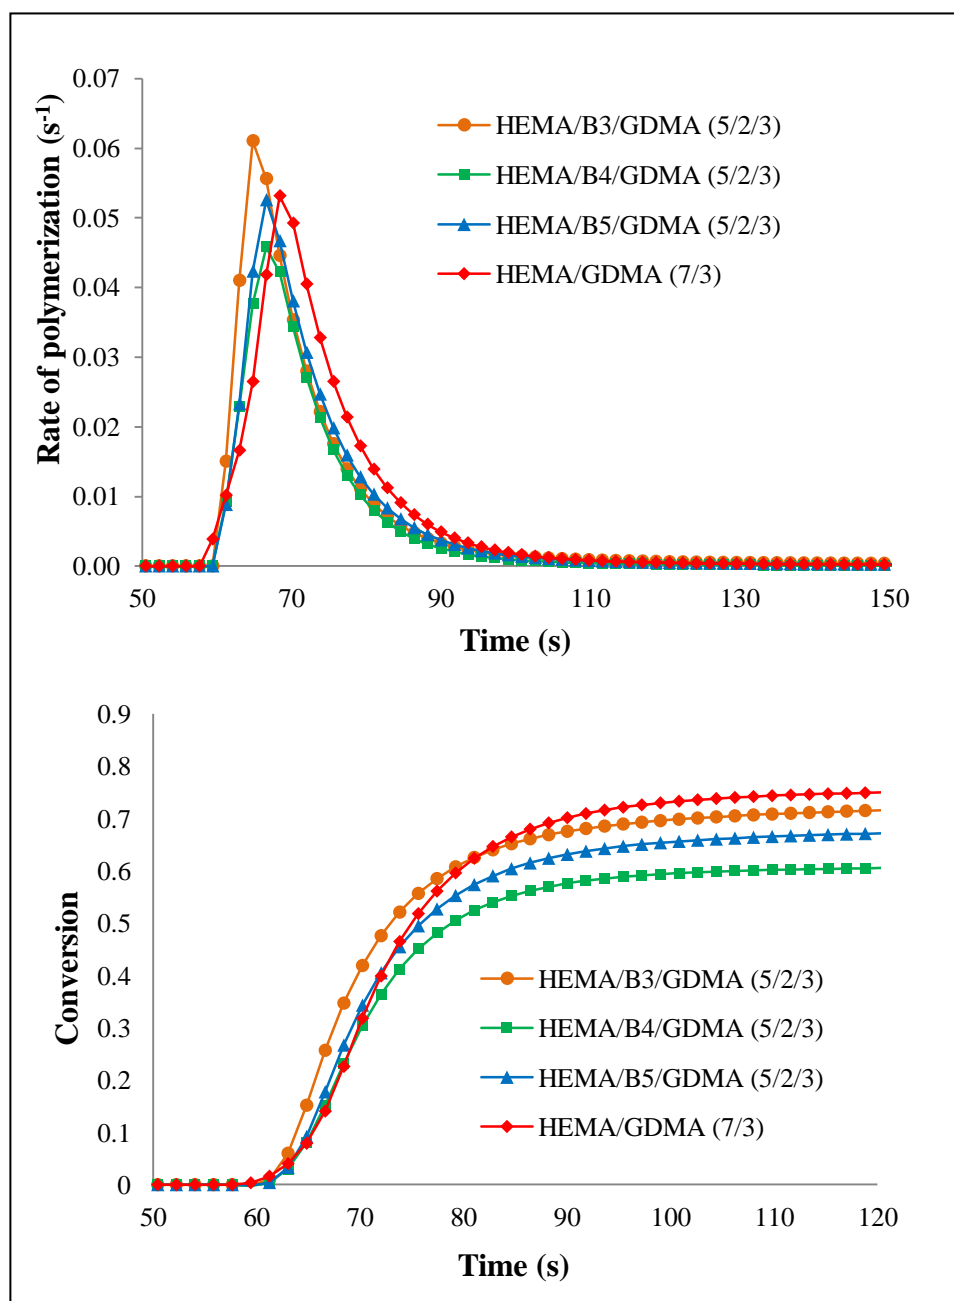 0.07
0.06
0.05
0.04
0.03
0.02
0.01
0.00
Rate of polymerization (s-1)
HEMA/B3/GDMA (5/2/3)
HEMA/B4/GDMA (5/2/3)
HEMA/B5/GDMA (5/2/3)
HEMA/GDMA (7/3)
50 70 90 110 130 150
Time (s)
0.9
0.8
0.7
0.6
0.5
0.4
0.3
0.2
0.1
0
Conversion
HEMA/B3/GDMA (5/2/3)
HEMA/B4/GDMA (5/2/3)
HEMA/B5/GDMA (5/2/3)
HEMA/GDMA (7/3)
50 60 70 80 90 100 110 120
Time (s)